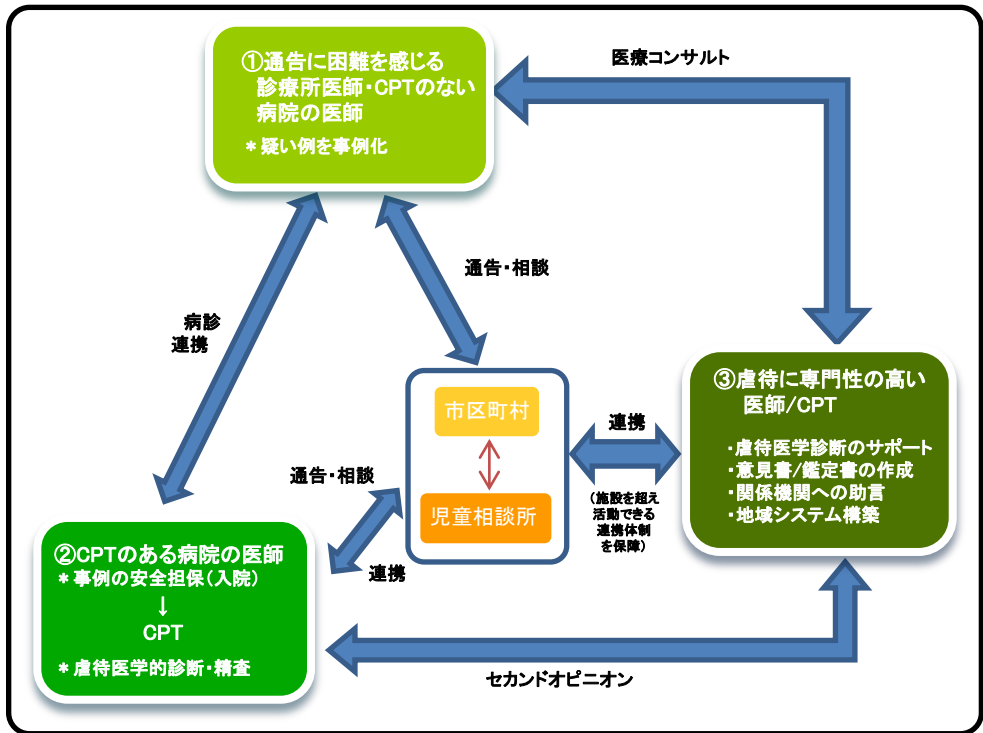 ①通告に困難を感じる
診療所医師・CPTのない
病院の医師
＊疑い例を事例化
医療コンサルト
通告・相談
病診
連携
市区町村
児童相談所
連携
（施設を超え
活動できる
連携体制
を保障）
③虐待に専門性の高い
医師/CPT
・虐待医学診断のサポート
・意見書/鑑定書の作成
・関係機関への助言
・地域システム構築
通告・相談
連携
②CPTのある病院の医師
＊事例の安全担保（入院）
↓
CPT
＊虐待医学的診断・精査
セカンドオピニオン